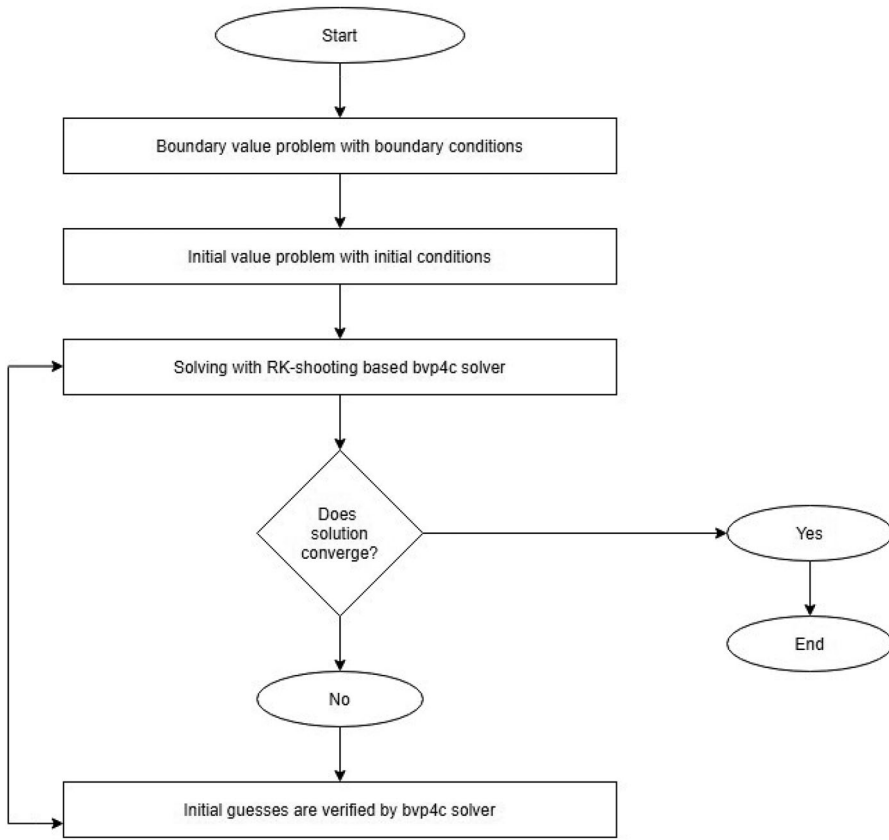 Start
Boundary value problem with boundary conditions
Initial value problem with initial conditions
Solving with RK-shooting based bvp4c solver
Does
solution
converge?
Yes
End
No
Initial guesses are verified by bvp4c solver